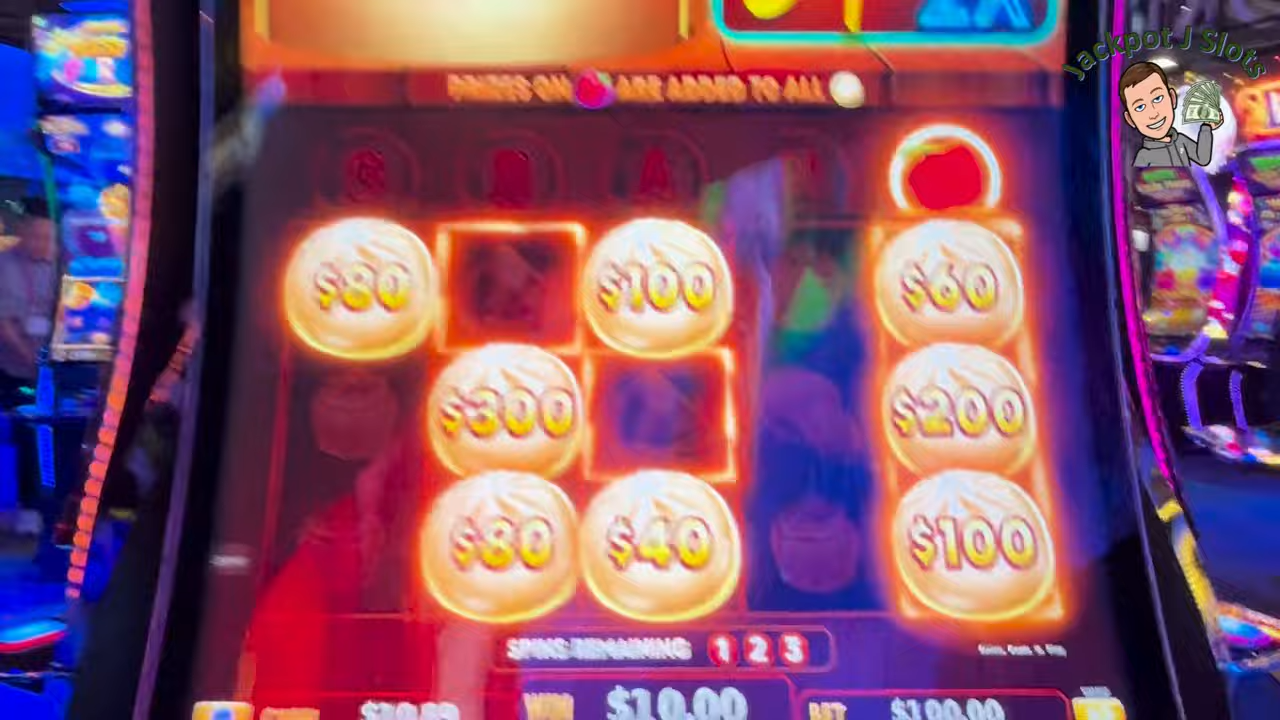 Jackpot J Slots
PRIZES ON ARE ADDED TO ALL
$80 $100 $60
$300 $200
$80 $40 $100
SPINS REMAINING 1 2 3
WIN $10.00 BET $100.00